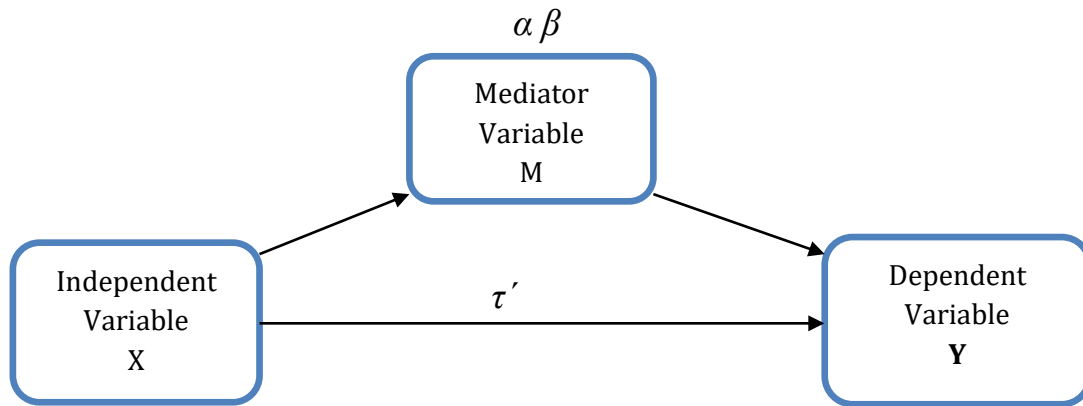 α β
Mediator
Variable
M
Independent
Variable
X
τ´
Dependent
Variable
Y